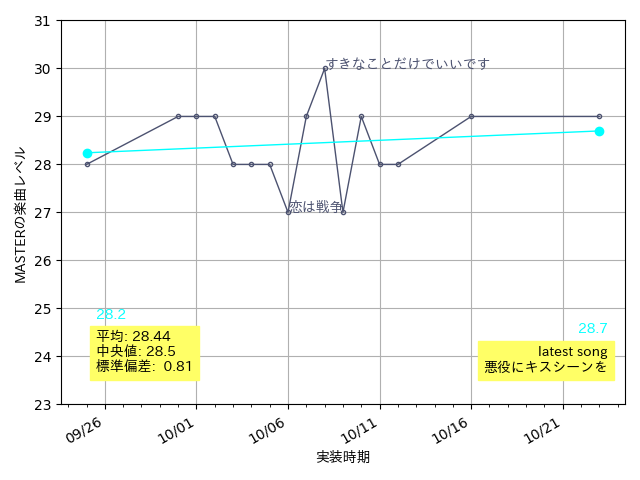 31
30
29
28
27
26
25
24
23
MASTERの楽曲レベル
すきなことだけでいいです
恋は戦争
28.2
平均: 28.44
中央値: 28.5
標準偏差: 0.81
28.7
latest song
悪役にキスシーンを
09/26
10/01
10/06
10/11
10/16
10/21
実装時期